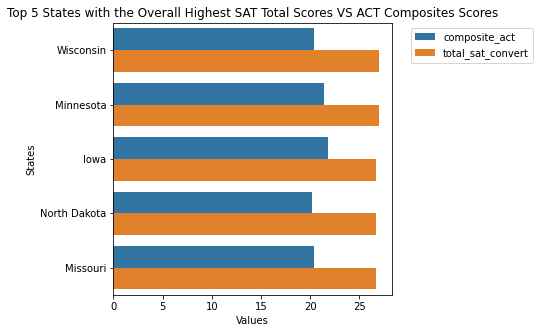 Top 5 States with the Overall Highest SAT Total Scores VS ACT Composites Scores
composite_act
total_sat_convert
States
Wisconsin
Minnesota
Iowa
North Dakota
Missouri
0 5 10 15 20 25
Values